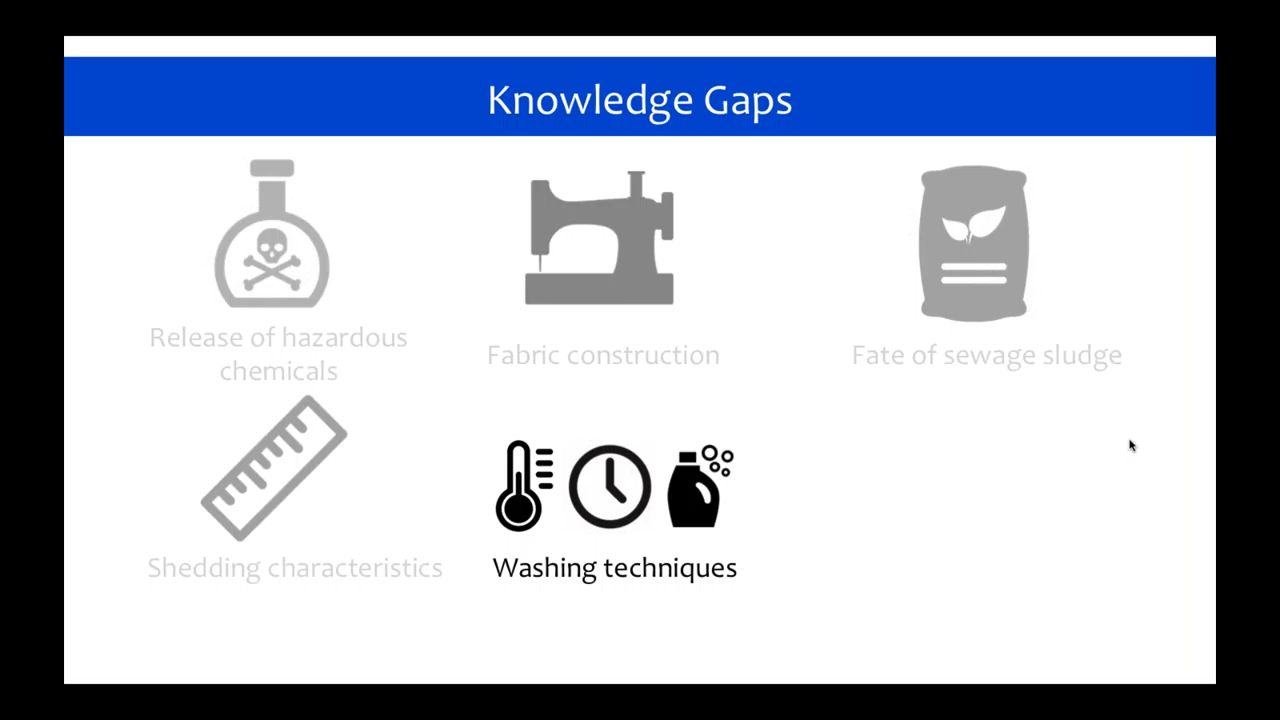 Knowledge Gaps
Release of hazardous
chemicals
Fabric construction
Fate of sewage sludge
Shedding characteristics
Washing techniques